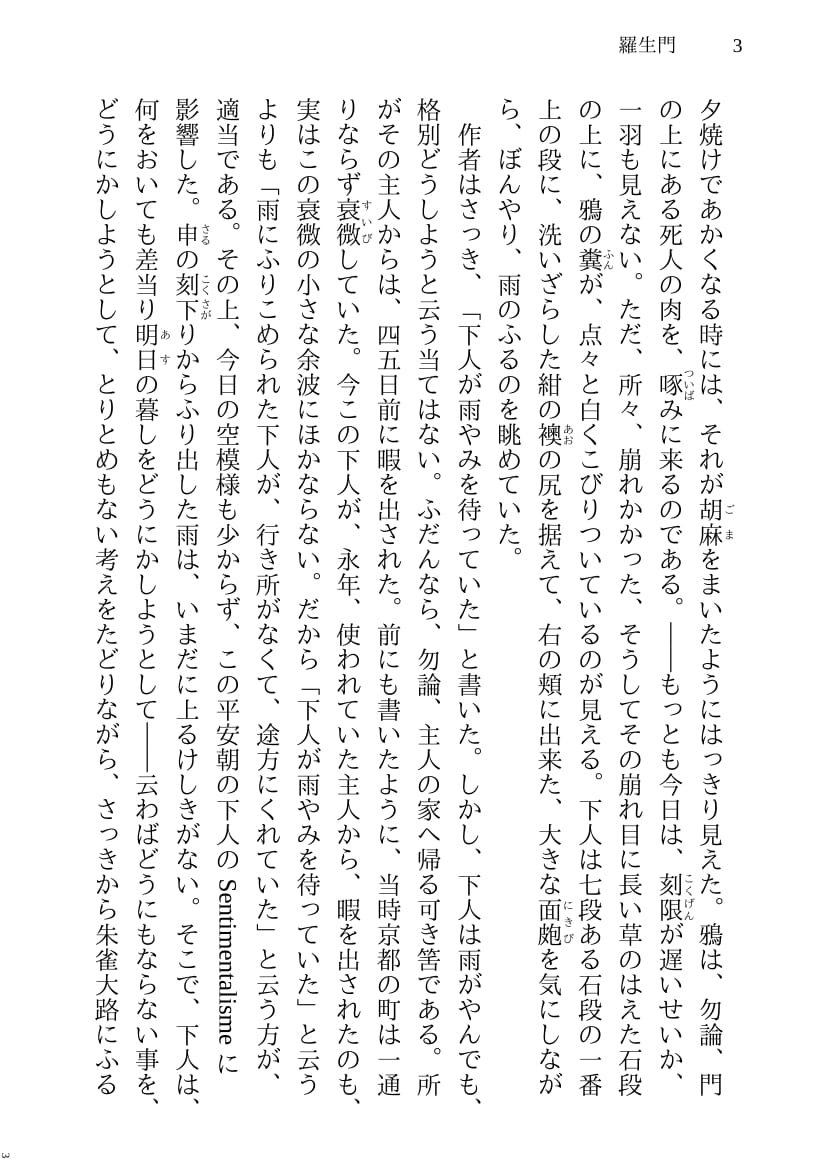 羅生門 3
夕焼けであかくなる時には、それが胡麻をまいたようにはっきり見えた。鴉は、勿論、門
の上にある死人の肉を、啄みに来るのである。――もっとも今日は、刻限が遅いせいか、
一羽も見えない。ただ、所々、崩れかかった、そうしてその崩れ目に長い草のはえた石段
の上に、鴉の糞が、点々と白くこびりついているのが見える。下人は七段ある石段の一番
上の段に、洗いざらした紺の襖の尻を据えて、右の頬に出来た、大きな面皰を気にしなが
ら、ぼんやり、雨のふるのを眺めていた。
作者はさっき、「下人が雨やみを待っていた」と書いた。しかし、下人は雨がやんでも、
格別どうしようと云う当てはない。ふだんなら、勿論、主人の家へ帰る可き筈である。所
がその主人からは、四五日前に暇を出された。前にも書いたように、当時京都の町は一通
りならず衰微していた。今この下人が、永年、使われていた主人から、暇を出されたのも、
実はこの衰微の小さな余波にほかならない。だから「下人が雨やみを待っていた」と云う
よりも「雨にふりこめられた下人が、行き所がなくて、途方にくれていた」と云う方が、
適当である。その上、今日の空模様も少からず、この平安朝の下人の Sentimentalisme に
影響した。申の刻下りからふり出した雨は、いまだに上るけしきがない。そこで、下人は、
何をおいても差当り明日の暮しをどうにかしようとして――云わばどうにもならない事を、
どうにかしようとして、とりとめもない考えをたどりながら、さっきから朱雀大路にふる
3